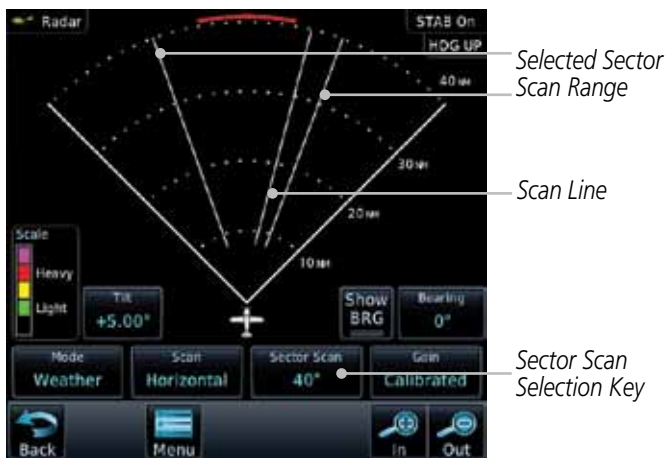 Radar
STAB On
HDG UP
Selected Sector
Scan Range
40 NM
30 NM
Scan Line
20 NM
Scale
10 NM
Heavy
Light
Tilt
+5.00°
Show
BRG
Bearing
0°
Mode
Weather
Scan
Horizontal
Sector Scan
40°
Gain
Calibrated
Sector Scan
Selection Key
Back
Menu
In
Out